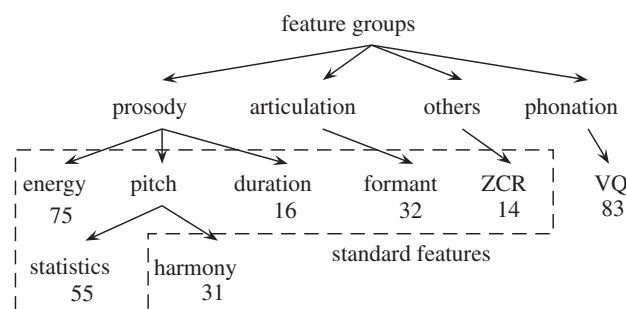 feature groups
prosody articulation others phonation
energy pitch duration formant ZCR VQ
75 16 32 14 83
standard features
statistics harmony
55 31